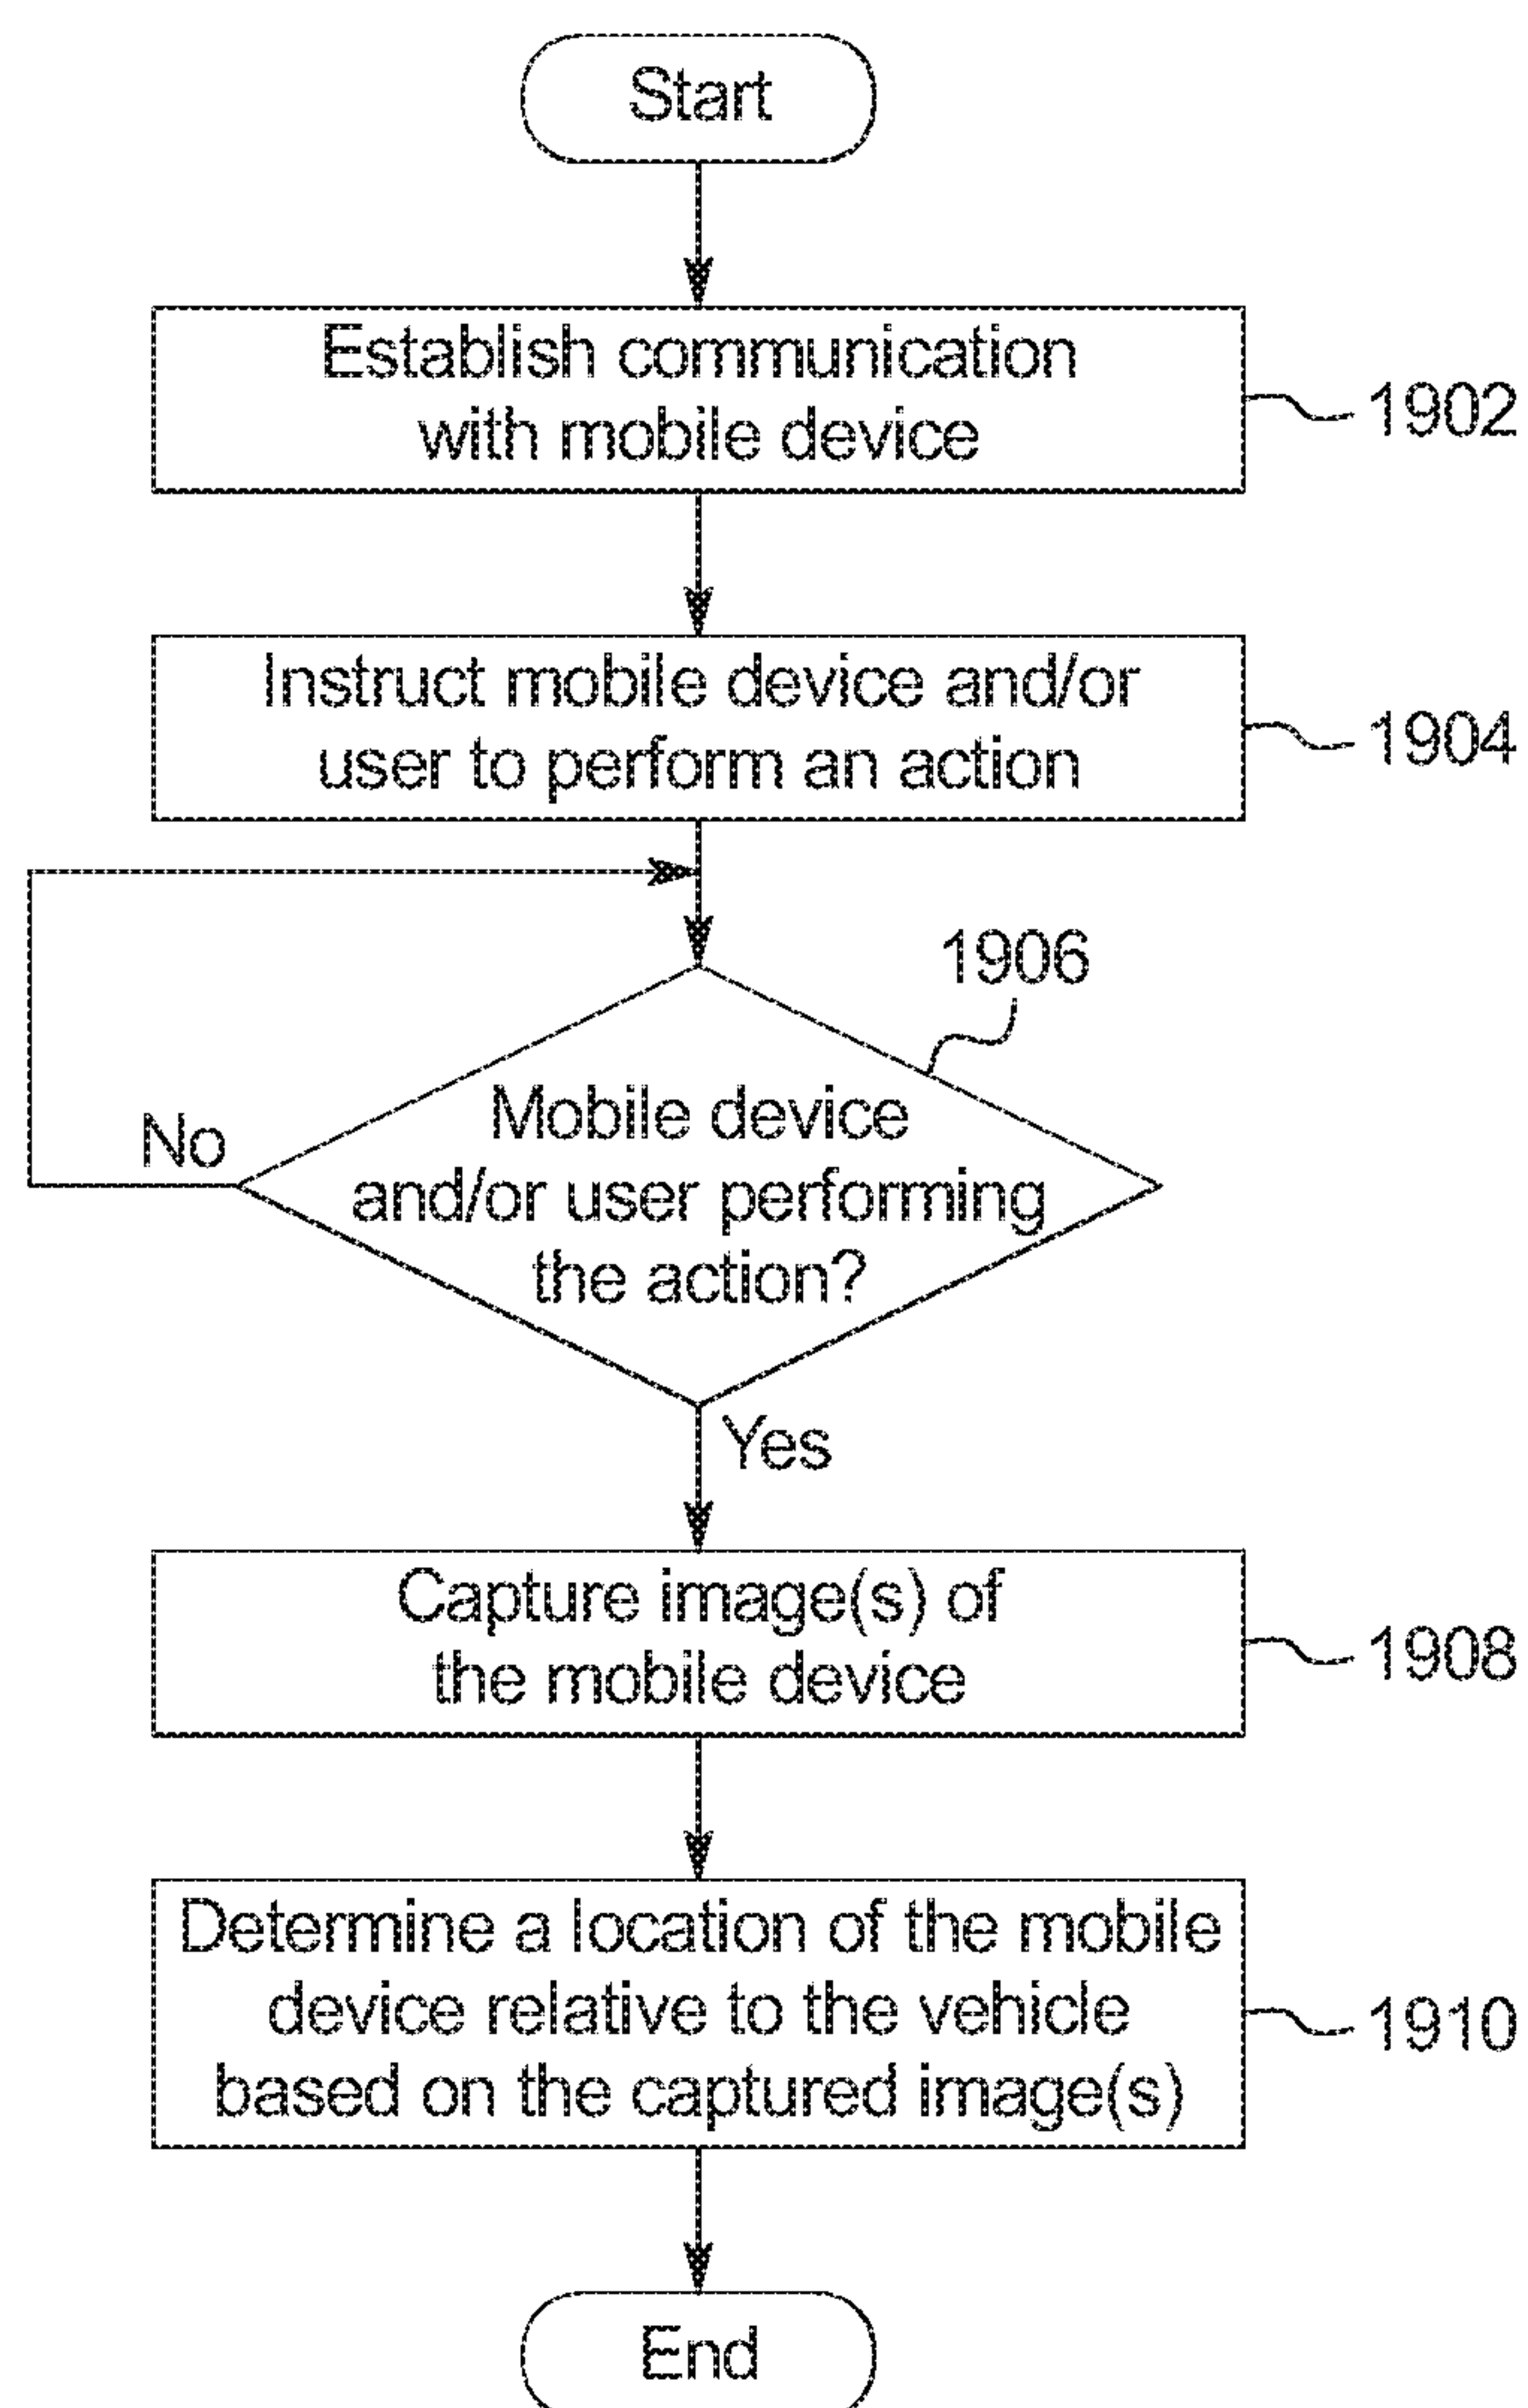 Start
Establish communication
with mobile device
1902
Instruct mobile device and/or
user to perform an action
1904
1906
Mobile device
and/or user performing
the action?
No
Yes
Capture image(s) of
the mobile device
1908
Determine a location of the mobile
device relative to the vehicle
based on the captured image(s)
1910
End